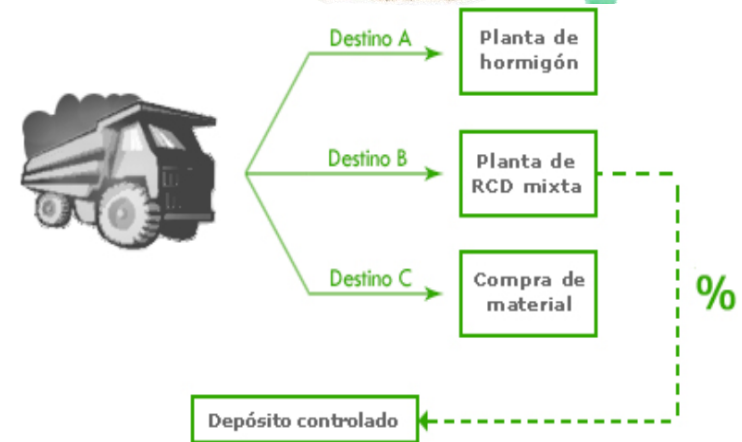 Destino A
Planta de
hormigón
Destino B
Planta de
RCD mixta
Destino C
Compra de
material
%
Depósito controlado